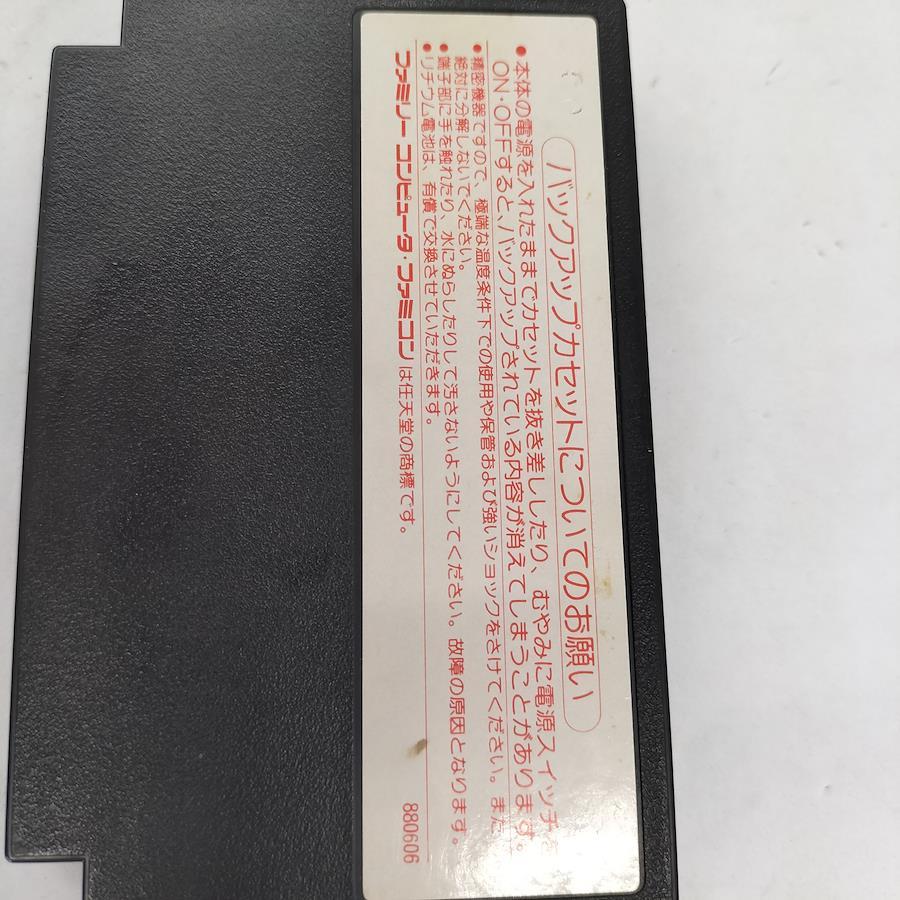 バックアップカセットについてのお願い
●本体の電源を入れたままでカセットを抜き差ししたり、むやみに電源スイッチを
ON・OFFすると、バックアップされている内容が消えてしまうことがあります。
●精密機器ですので、極端な温度条件下での使用や保管および強いショックをさけてください。また
絶対に分解しないでください。
●端子部に手を触れたり、水にぬらしたりして汚さないようにしてください。故障の原因となります。
●リチウム電池は、有償で交換させていただきます。
ファミリーコンピュータ・ファミコンは任天堂の商標です。
880606